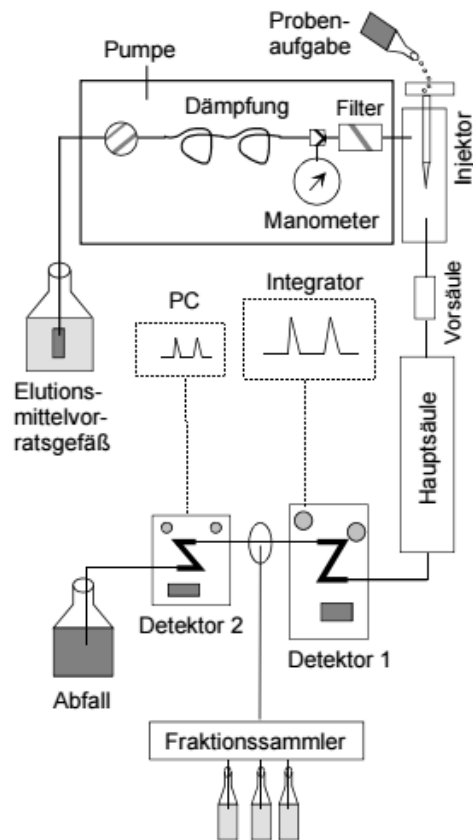 Proben-
aufgabe
Pumpe
Dämpfung
Filter
Injektor
Manometer
Vorsäule
Integrator
PC
Elutions-
mittelvor-
ratsgefäß
Hauptsäule
Detektor 2
Detektor 1
Abfall
Fraktionssammler